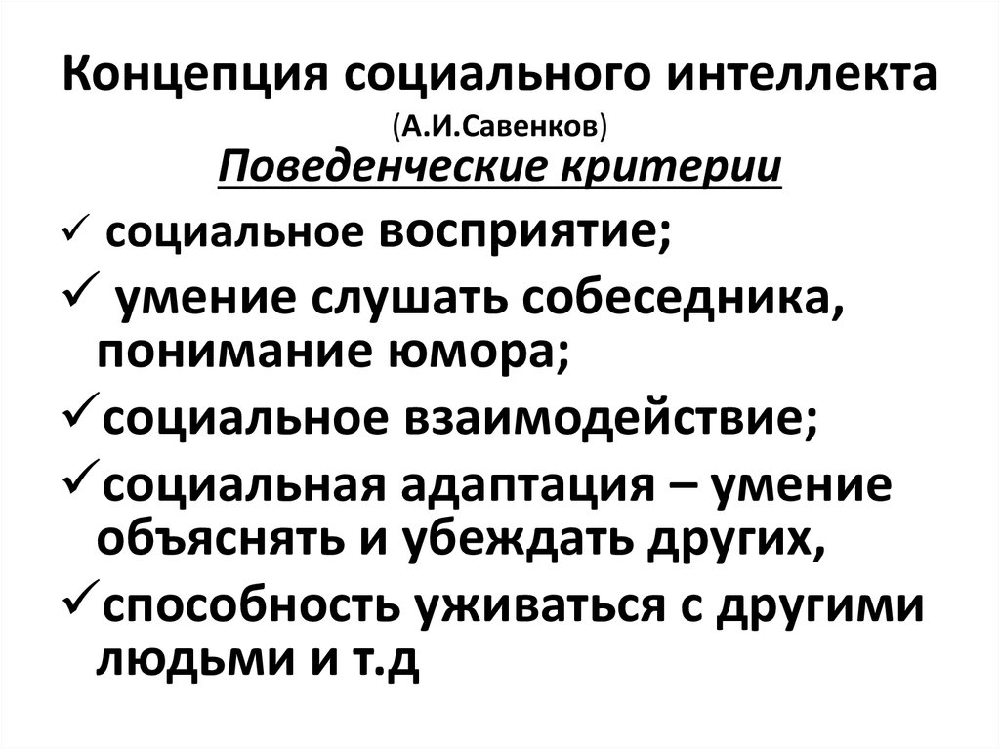 Концепция социального интеллекта
(А.И.Савенков)
Поведенческие критерии
✓ социальное восприятие;
✓ умение слушать собеседника,
понимание юмора;
✓социальное взаимодействие;
✓социальная адаптация – умение
объяснять и убеждать других,
✓способность уживаться с другими
людьми и т.д